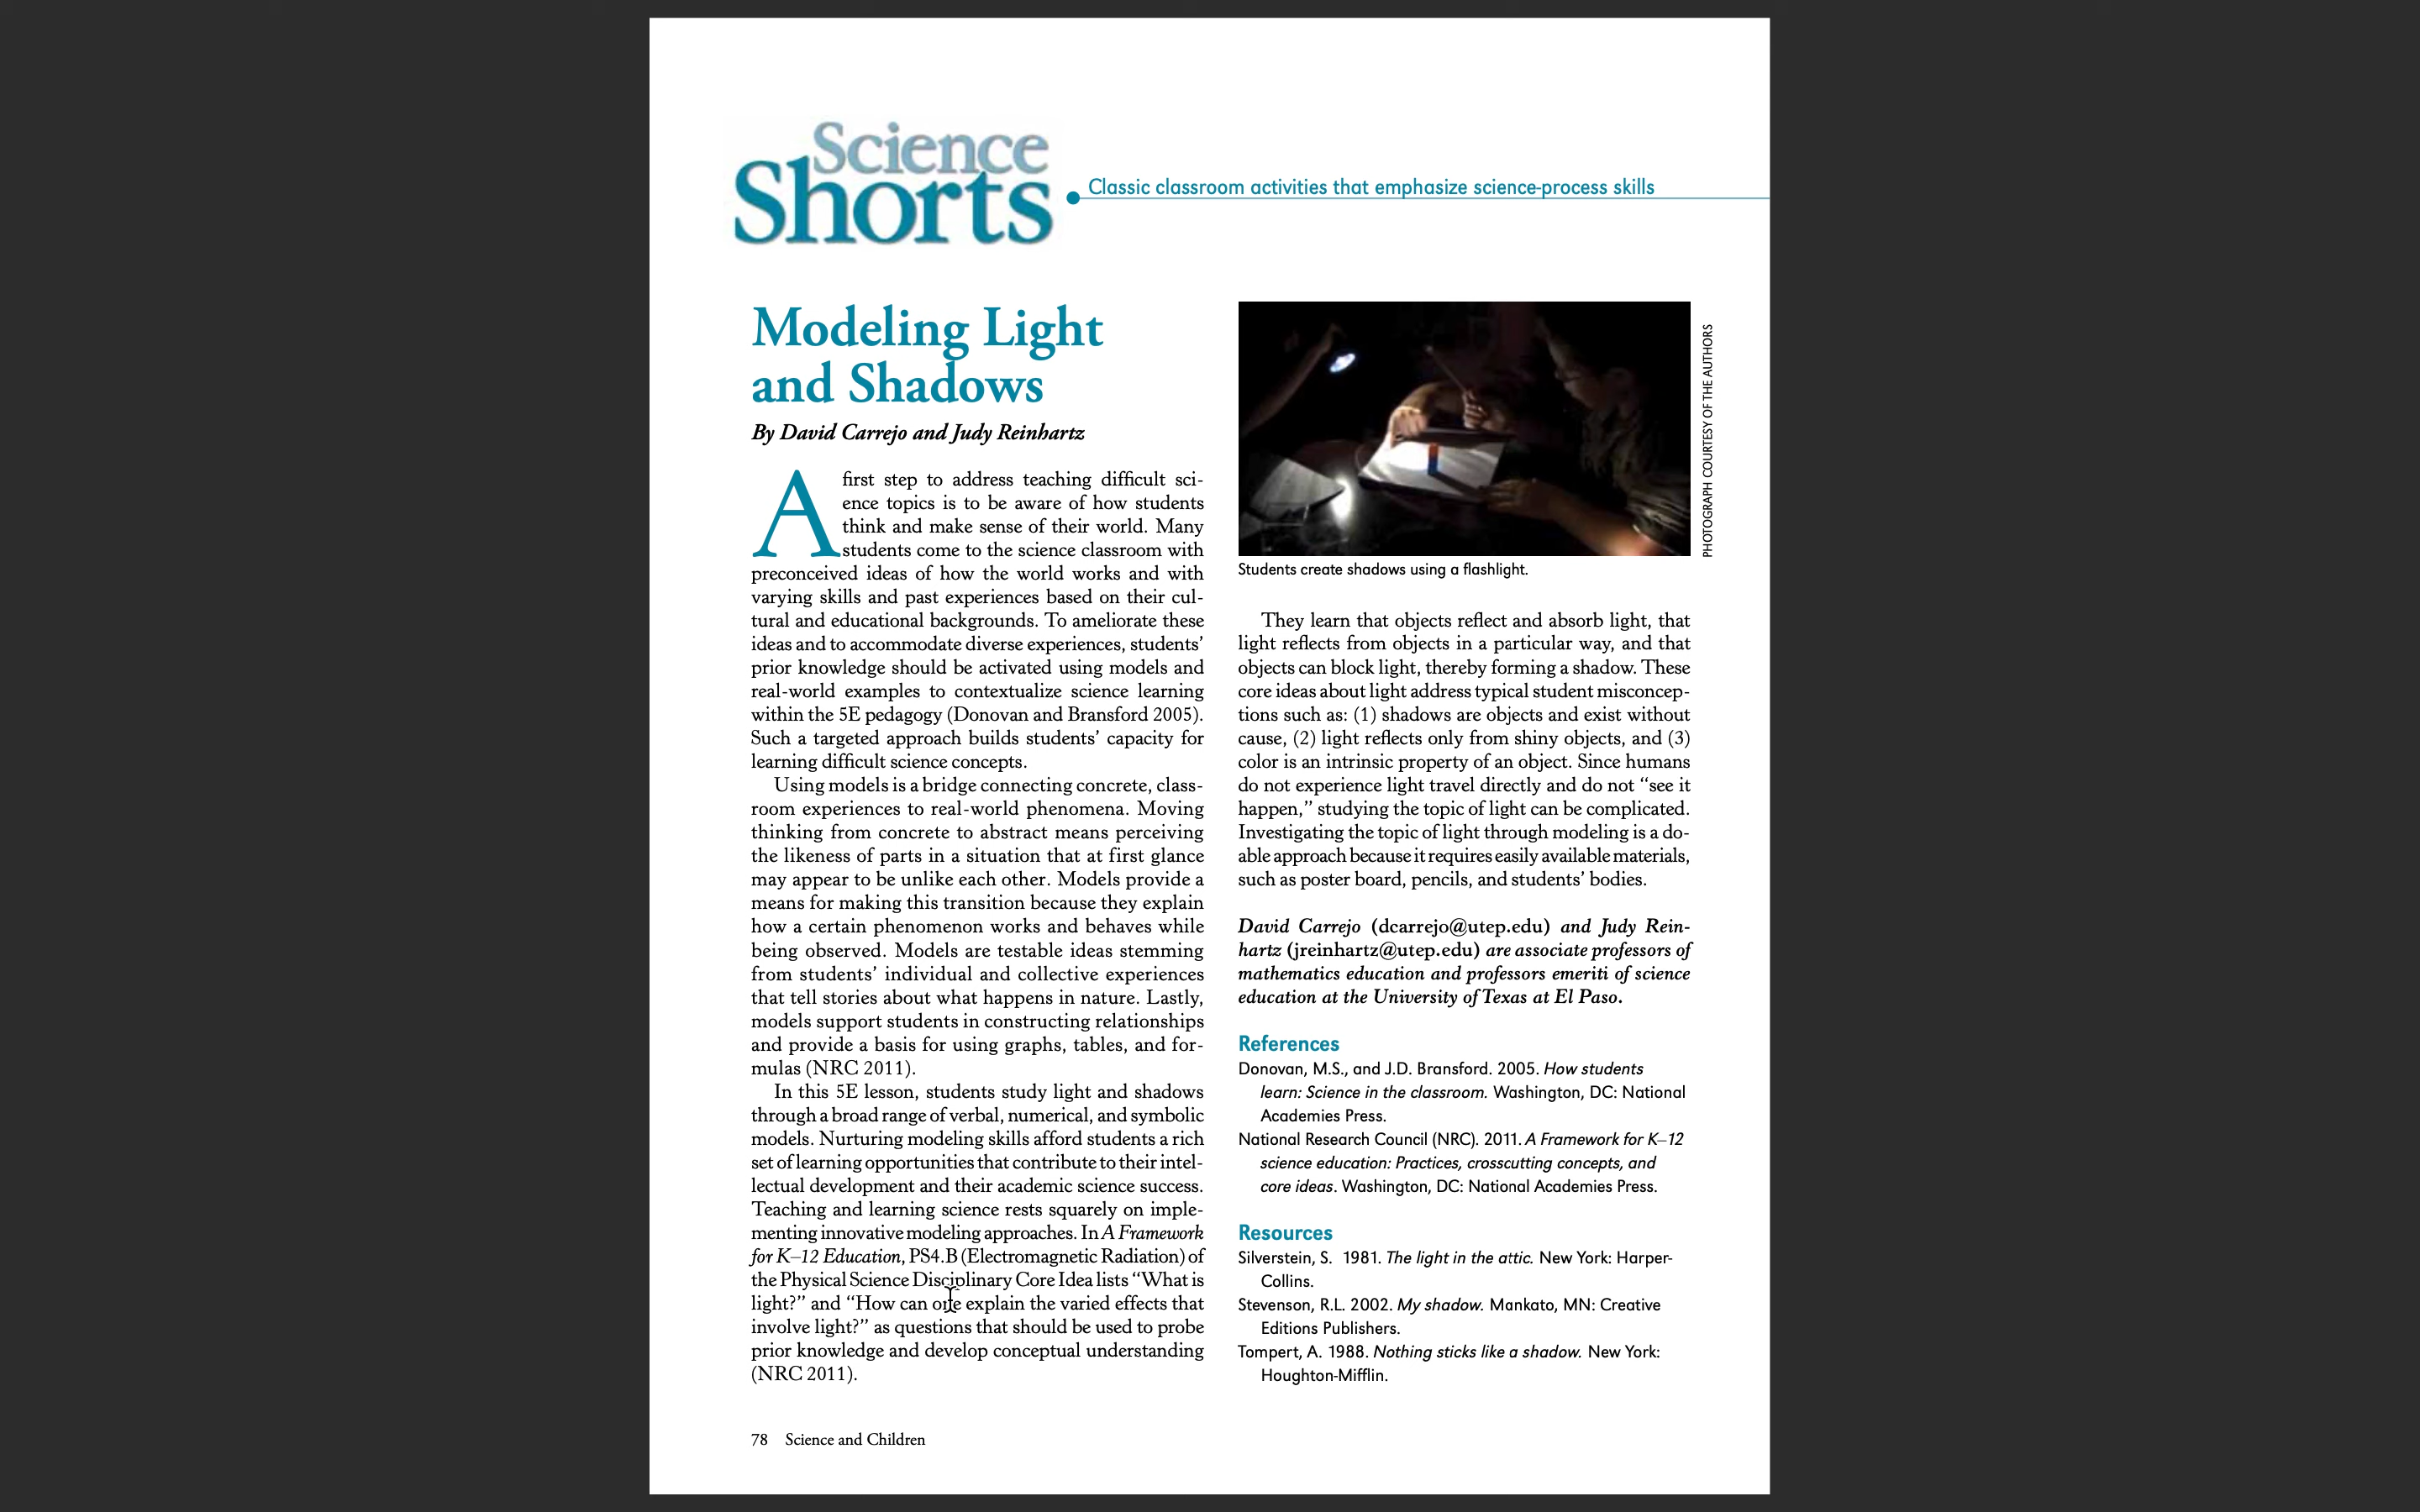 Science
Shorts
Classic classroom activities that emphasize science-process skills
Modeling Light
and Shadows
By David Carrejo and Judy Reinhartz
A first step to address teaching difficult sci-
ence topics is to be aware of how students
think and make sense of their world. Many
students come to the science classroom with
preconceived ideas of how the world works and with
varying skills and past experiences based on their cul-
tural and educational backgrounds. To ameliorate these
ideas and to accommodate diverse experiences, students’
prior knowledge should be activated using models and
real-world examples to contextualize science learning
within the 5E pedagogy (Donovan and Bransford 2005).
Such a targeted approach builds students’ capacity for
learning difficult science concepts.
Using models is a bridge connecting concrete, class-
room experiences to real-world phenomena. Moving
thinking from concrete to abstract means perceiving
the likeness of parts in a situation that at first glance
may appear to be unlike each other. Models provide a
means for making this transition because they explain
how a certain phenomenon works and behaves while
being observed. Models are testable ideas stemming
from students’ individual and collective experiences
that tell stories about what happens in nature. Lastly,
models support students in constructing relationships
and provide a basis for using graphs, tables, and for-
mulas (NRC 2011).
In this 5E lesson, students study light and shadows
through a broad range of verbal, numerical, and symbolic
models. Nurturing modeling skills afford students a rich
set of learning opportunities that contribute to their intel-
lectual development and their academic science success.
Teaching and learning science rests squarely on imple-
menting innovative modeling approaches. In A Framework
for K–12 Education, PS4.B (Electromagnetic Radiation) of
the Physical Science Disciplinary Core Idea lists “What is
light?” and “How can one explain the varied effects that
involve light?” as questions that should be used to probe
prior knowledge and develop conceptual understanding
(NRC 2011).
PHOTOGRAPH COURTESY OF THE AUTHORS
Students create shadows using a flashlight.
They learn that objects reflect and absorb light, that
light reflects from objects in a particular way, and that
objects can block light, thereby forming a shadow. These
core ideas about light address typical student misconcep-
tions such as: (1) shadows are objects and exist without
cause, (2) light reflects only from shiny objects, and (3)
color is an intrinsic property of an object. Since humans
do not experience light travel directly and do not “see it
happen,” studying the topic of light can be complicated.
Investigating the topic of light through modeling is a do-
able approach because it requires easily available materials,
such as poster board, pencils, and students’ bodies.
David Carrejo (dcarrejo@utep.edu) and Judy Rein-
hartz (jreinhartz@utep.edu) are associate professors of
mathematics education and professors emeriti of science
education at the University of Texas at El Paso.
References
Donovan, M.S., and J.D. Bransford. 2005. How students
learn: Science in the classroom. Washington, DC: National
Academies Press.
National Research Council (NRC). 2011. A Framework for K–12
science education: Practices, crosscutting concepts, and
core ideas. Washington, DC: National Academies Press.
Resources
Silverstein, S. 1981. The light in the attic. New York: Harper-
Collins.
Stevenson, R.L. 2002. My shadow. Mankato, MN: Creative
Editions Publishers.
Tompert, A. 1988. Nothing sticks like a shadow. New York:
Houghton-Mifflin.
78 Science and Children